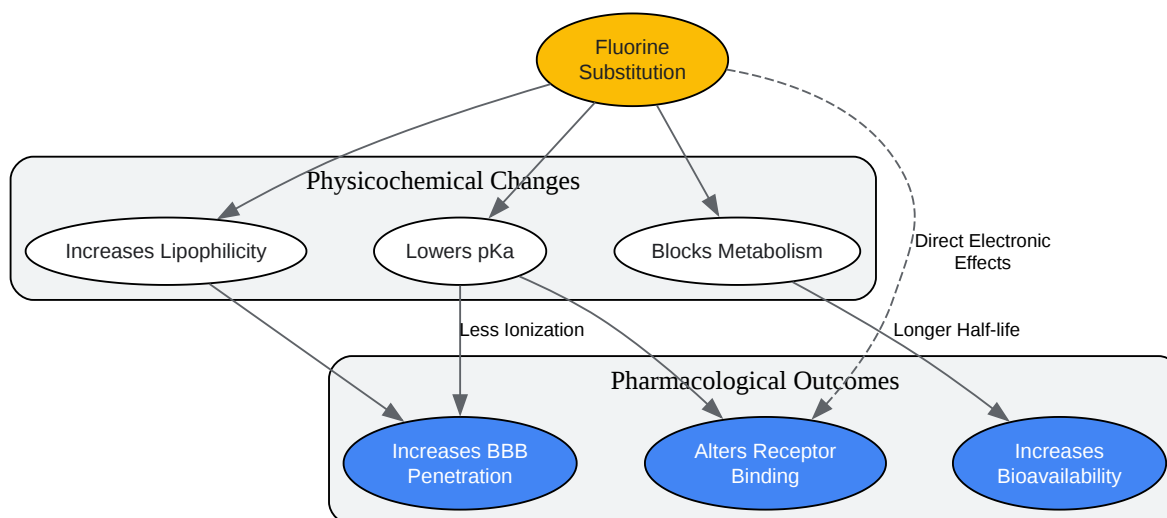 Fluorine
Substitution
Physicochemical Changes
Increases Lipophilicity
Lowers pKa
Blocks Metabolism
Direct Electronic
Effects
Less Ionization
Longer Half-life
Pharmacological Outcomes
Increases BBB
Penetration
Alters Receptor
Binding
Increases
Bioavailability